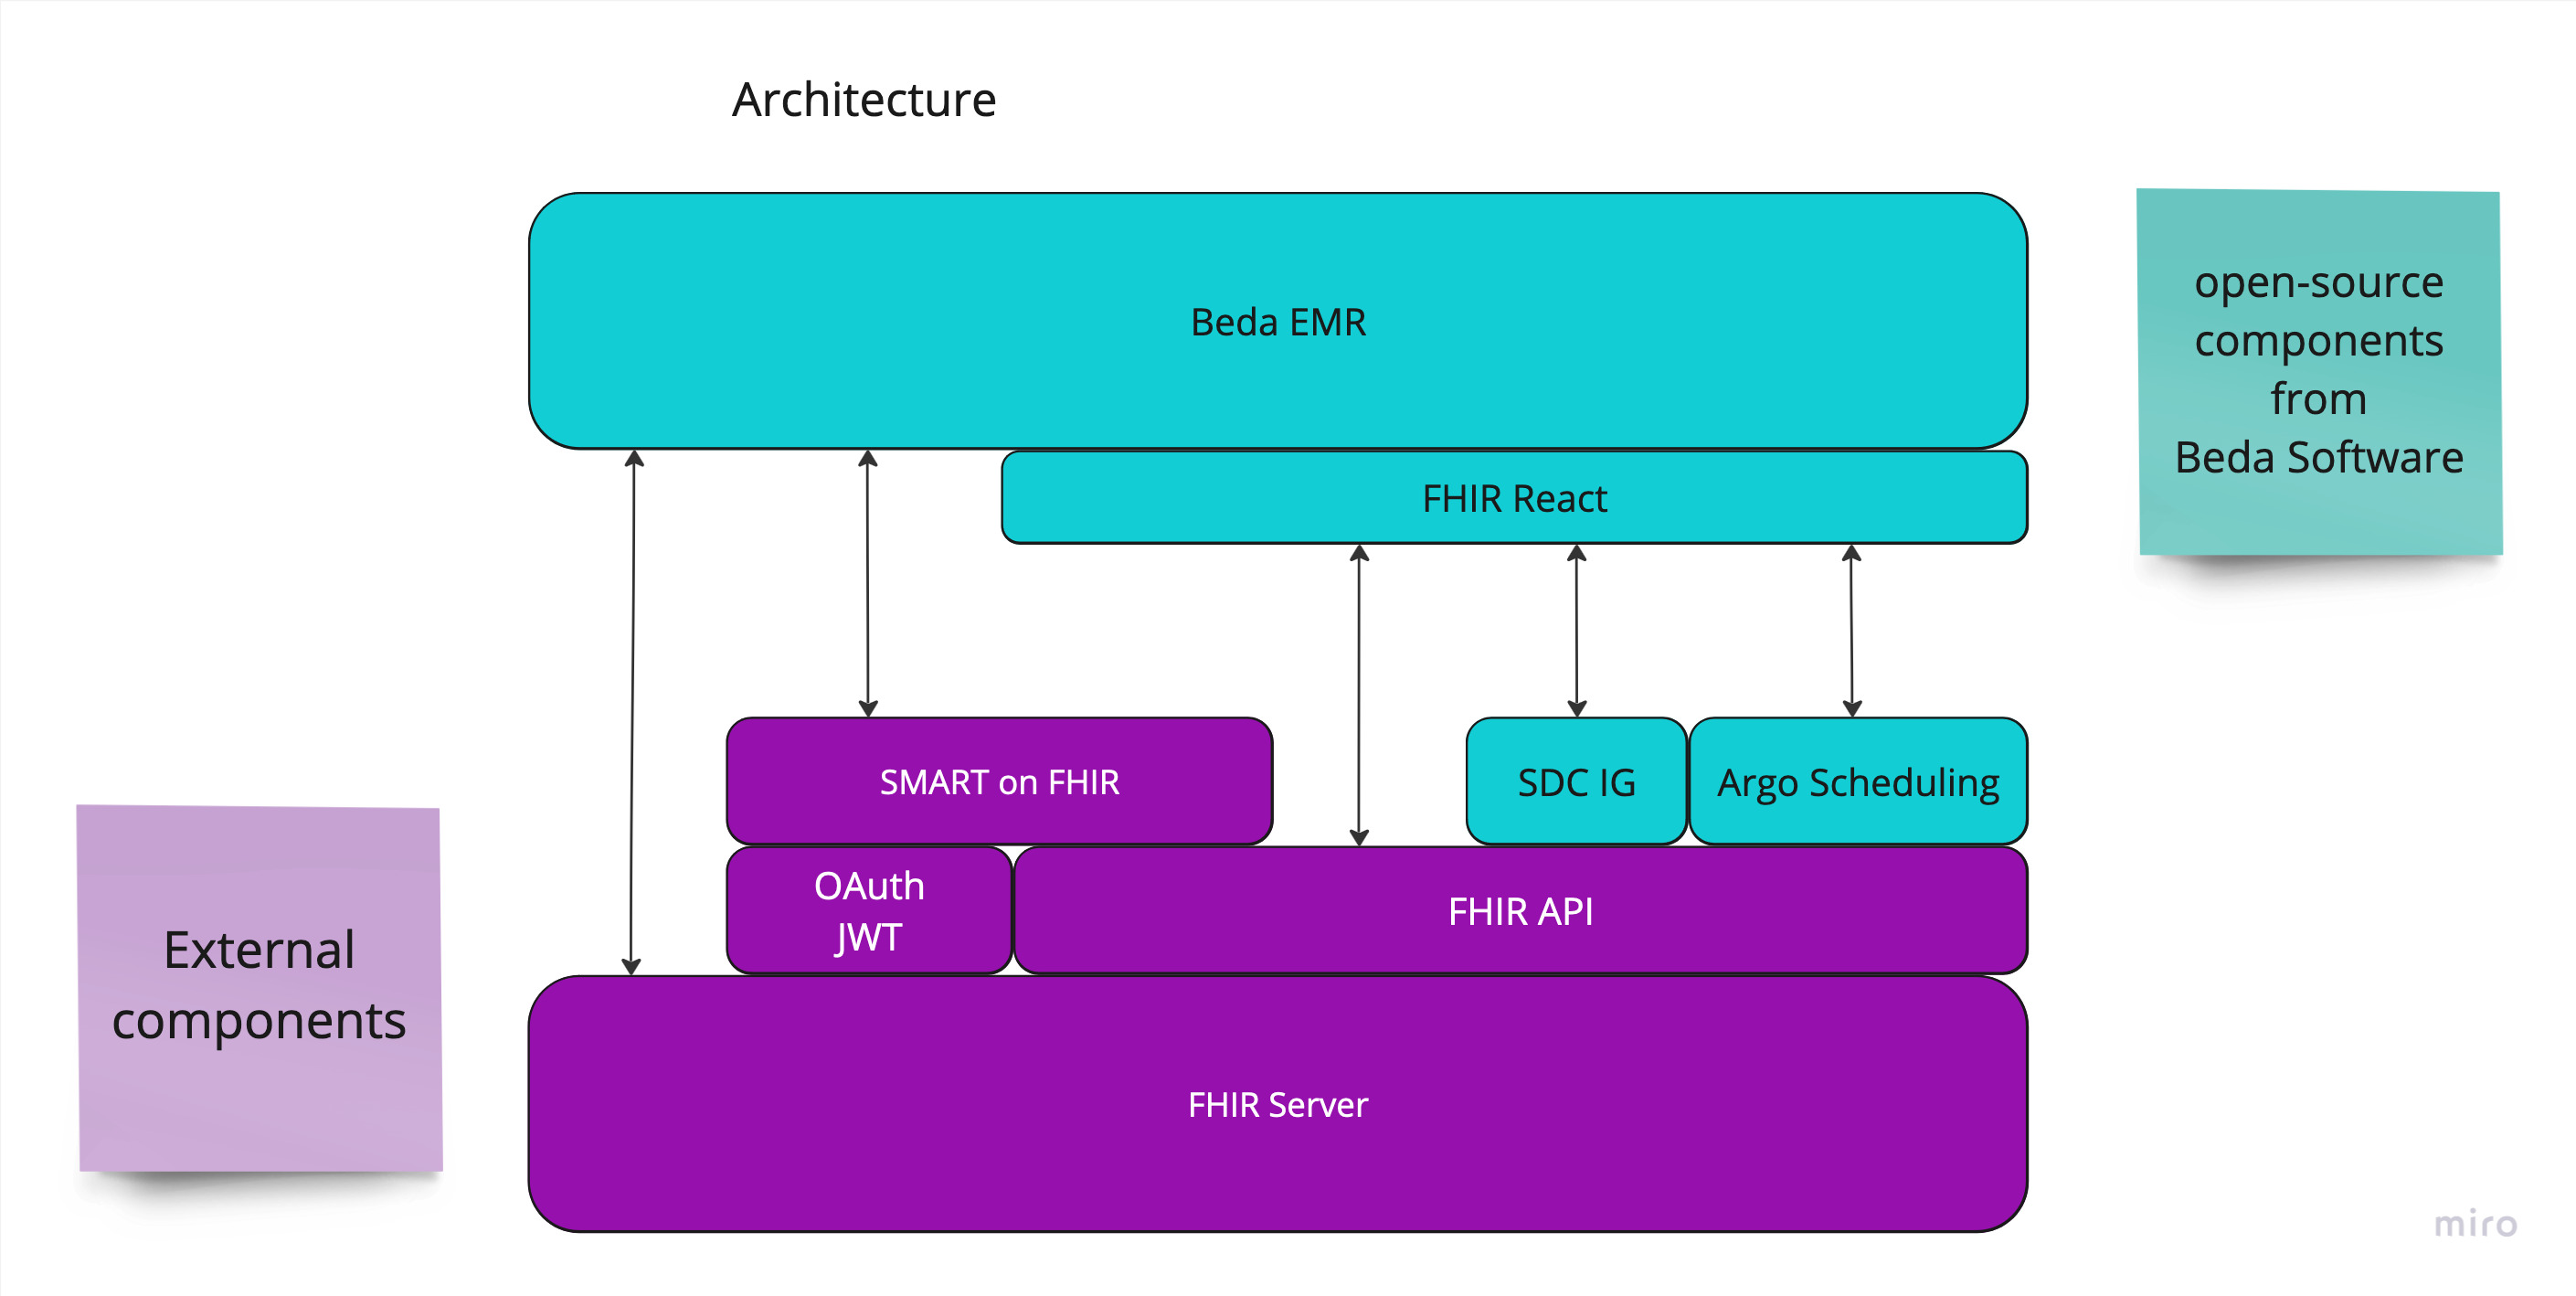 Architecture
Beda EMR
open-source
components
from
Beda Software
FHIR React
SMART on FHIR
SDC IG
Argo Scheduling
OAuth
JWT
FHIR API
External
components
FHIR Server
miro